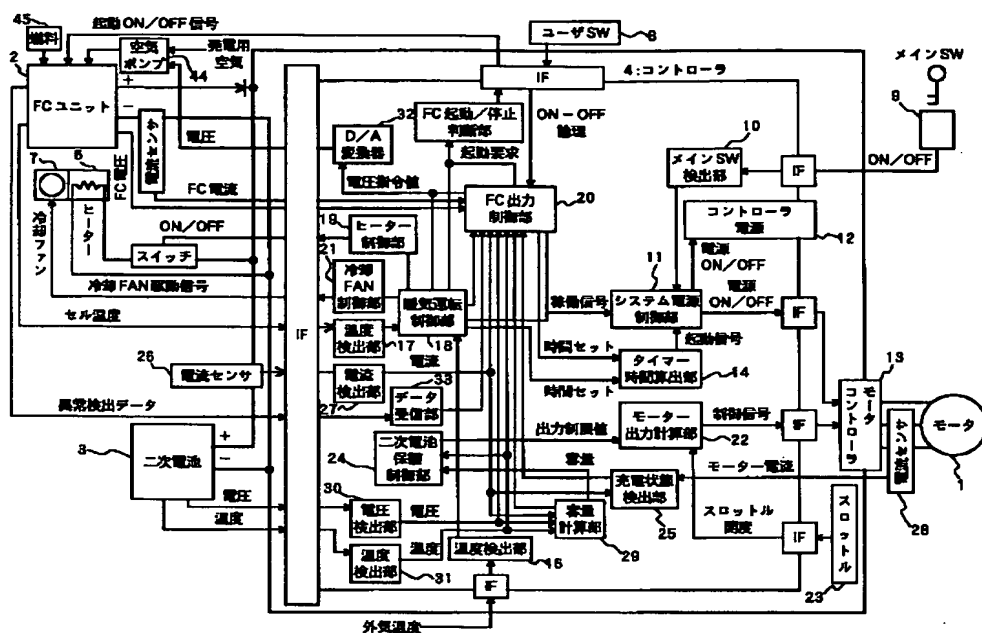 45
燃料
起動ON/OFF信号
空気
ポンプ
発電用
空気
44
2
FCユニット
+
−
電圧
電流センサ
FC電圧
FC電流
7
6
冷却ファン
ヒーター
ON/OFF
スイッチ
冷却FAN駆動信号
セル温度
26
電流センサ
異常検出データ
3
二次電池
+
−
電圧
温度
IF
ユーザSW
8
IF
4:コントローラ
メインSW
9
ON/OFF
IF
32
D/A
変換器
FC起動/停止
判断部
ON−OFF
論理
起動要求
電圧指令値
FC出力
制御部
20
10
メインSW
検出部
コントローラ
電源
12
19
ヒーター
制御部
21
冷却
FAN
制御部
暖気運転
制御部
18
温度
検出部
17
電流
電流
検出部
27
33
データ
受信部
稼働信号
11
システム電源
制御部
電源
ON/OFF
電源
ON/OFF
IF
起動信号
時間セット
時間セット
タイマー
時間算出部
14
13
モータ
コントローラ
モータ
1
電流センサ
28
出力制限値
モーター
出力計算部
22
制御信号
IF
二次電池
保護
制御部
24
容量
充電状態
検出部
25
モーター電流
スロットル
開度
IF
スロットル
23
30
電圧
検出部
電圧
容量
計算部
29
温度
検出部
31
温度
温度検出部
16
IF
外気温度